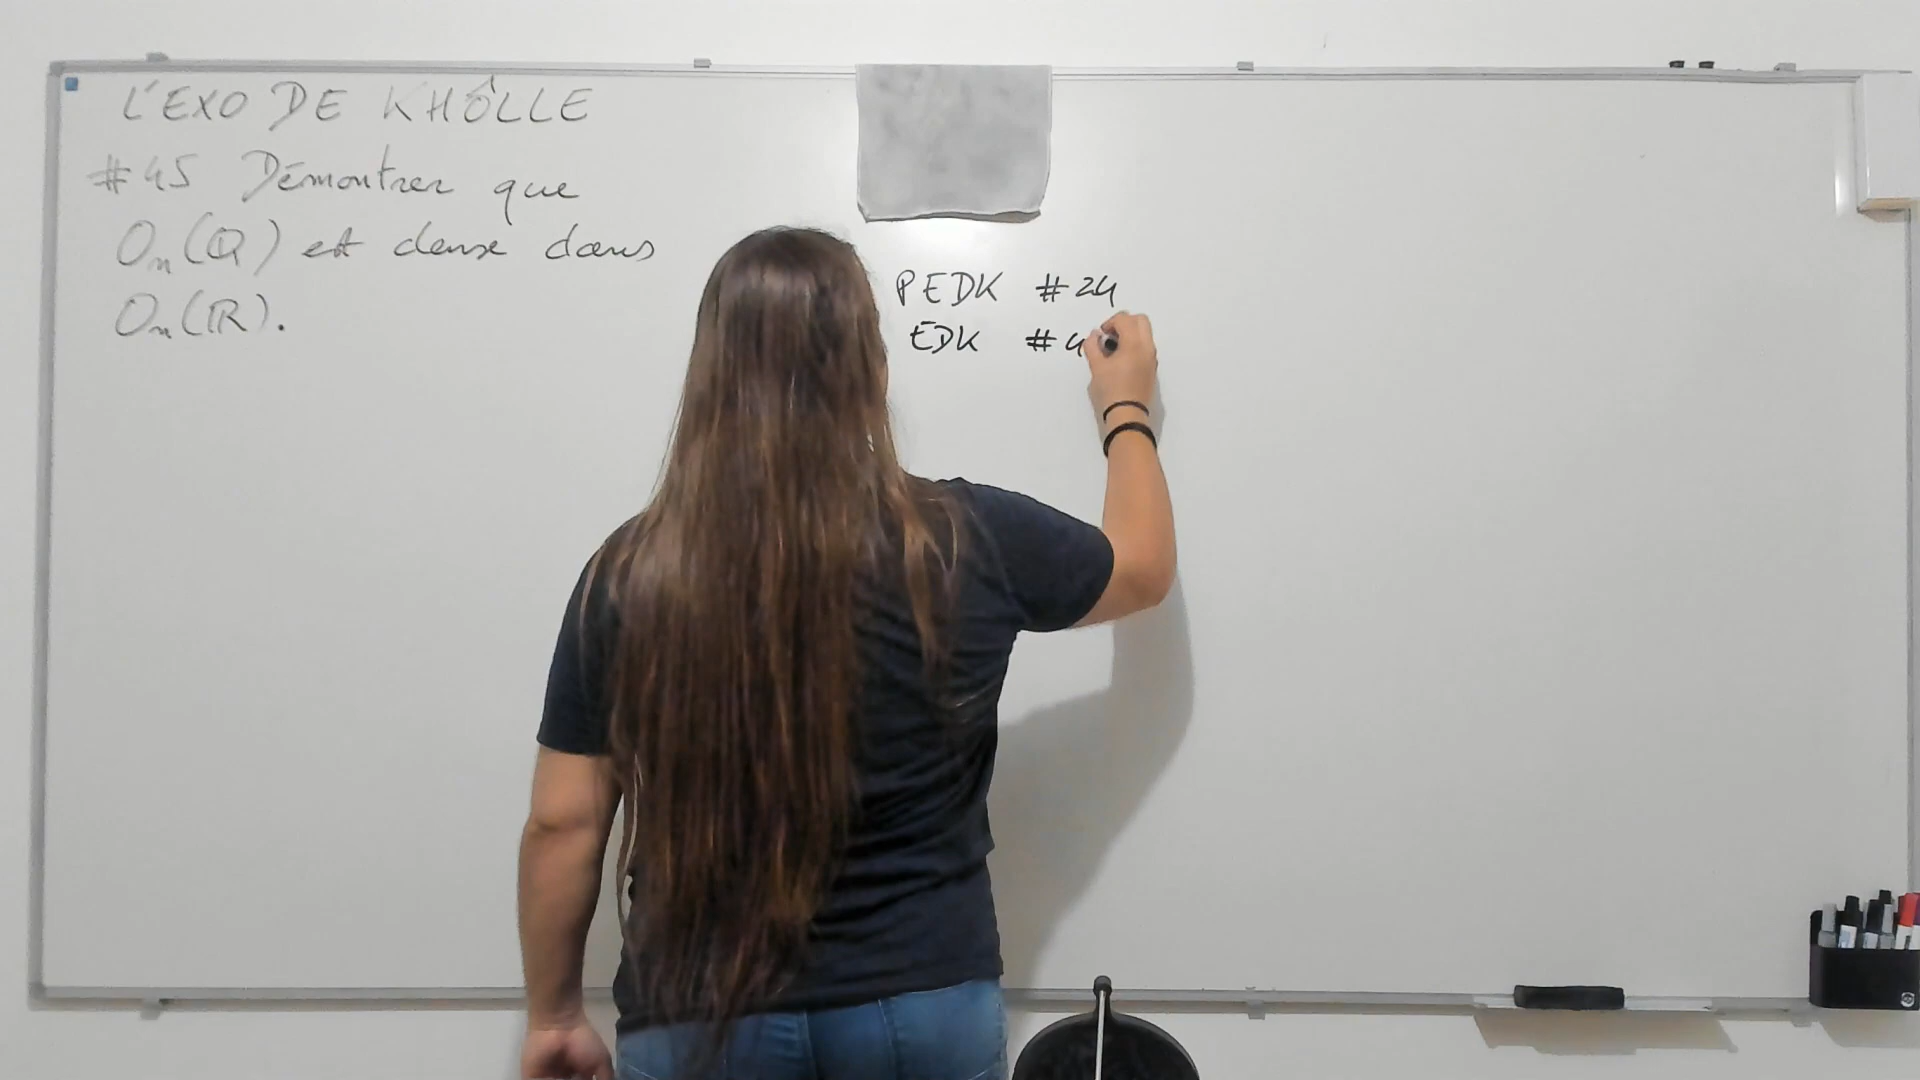 L'EXO DE KHÔLLE
#45 Démontrer que
On(Q) est dense dans
On(R).
PEDK #24
EDK #4